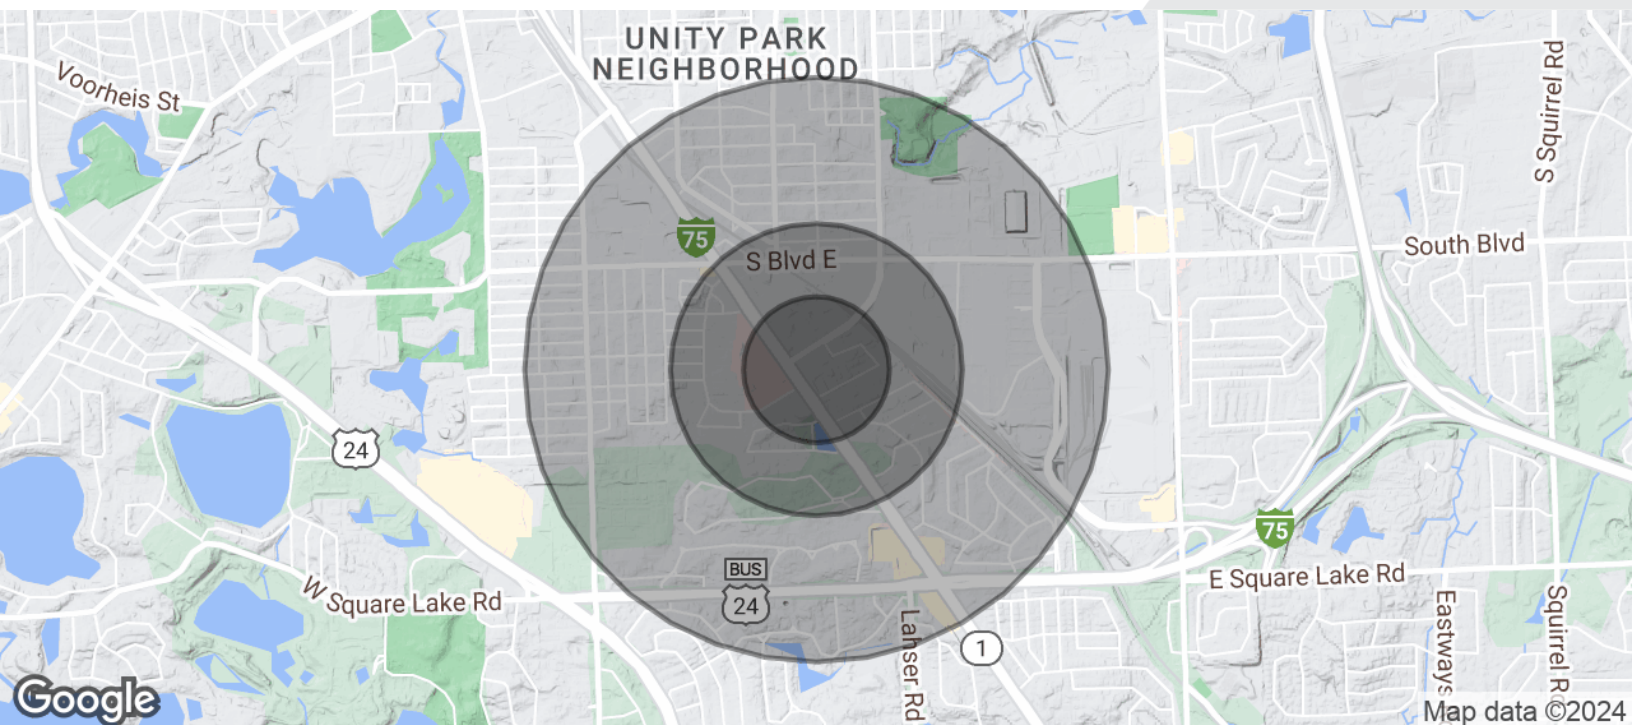 UNITY PARK
NEIGHBORHOOD
Voorheis St
S Squirrel Rd
75
S Blvd E
South Blvd
24
75
BUS
24
E Square Lake Rd
W Square Lake Rd
Lahser Rd
1
Eastways
Squirrel Rd
Google
Map data ©2024